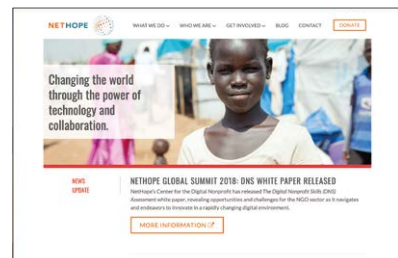 NETHOPE
WHAT WE DO WHO WE ARE GET INVOLVED BLOG CONTACT DONATE
Changing the world
through the power of
technology and
collaboration.
NEWS
UPDATE
NETHOPE GLOBAL SUMMIT 2018: DNS WHITE PAPER RELEASED
NetHope's Center for the Digital Nonprofit has released The Digital Nonprofit Skills (DNS)
Assessment white paper, revealing opportunities and challenges for the NGO sector as it navigates
and endeavors to innovate in a rapidly changing digital environment.
MORE INFORMATION